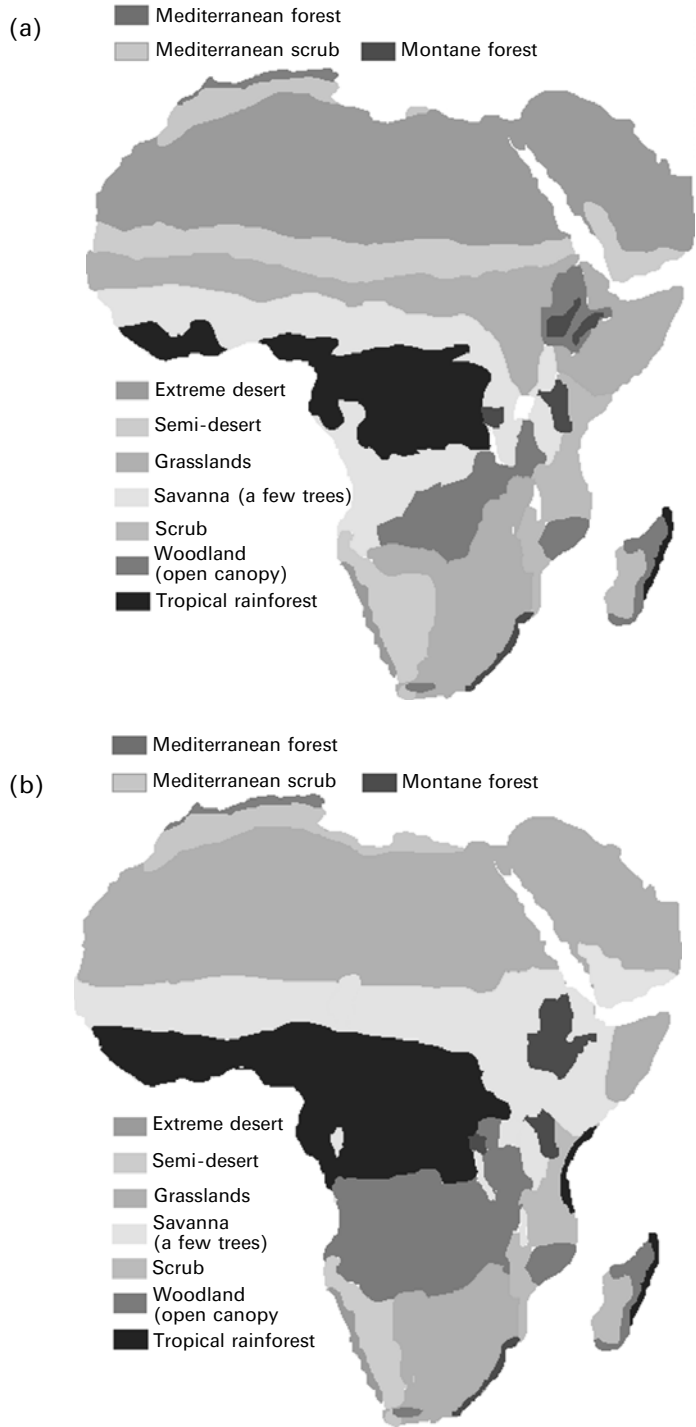 (a)
Mediterranean forest
Mediterranean scrub
Montane forest
Extreme desert
Semi-desert
Grasslands
Savanna (a few trees)
Scrub
Woodland
(open canopy)
Tropical rainforest
(b)
Mediterranean forest
Mediterranean scrub
Montane forest
Extreme desert
Semi-desert
Grasslands
Savanna
(a few trees)
Scrub
Woodland
(open canopy
Tropical rainforest